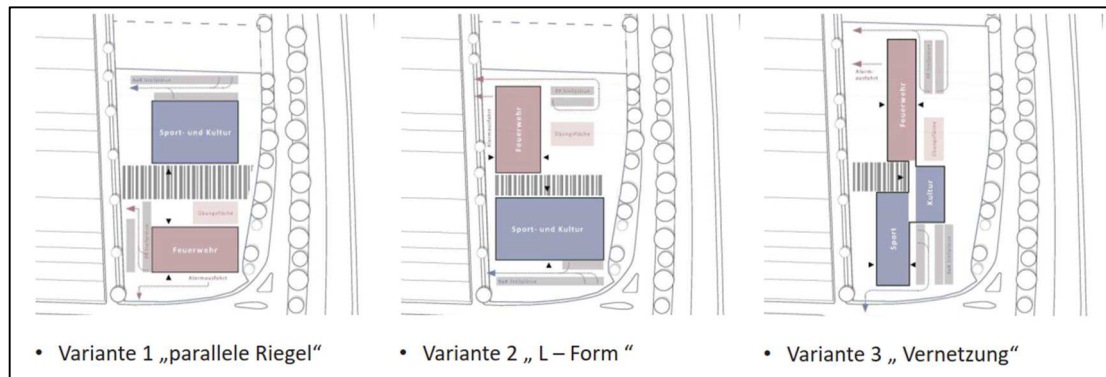 Sport- und Kultur
Übungsfläche
Feuerwehr
Alarmausfahrt
• Variante 1 „parallele Riegel“
Feuerwehr
Alarmausfahrt
Übungsfläche
Sport- und Kultur
• Variante 2 „ L – Form “
Alarm-
ausfahrt
Feuerwehr
Übungsfläche
Kultur
Sport
• Variante 3 „ Vernetzung“